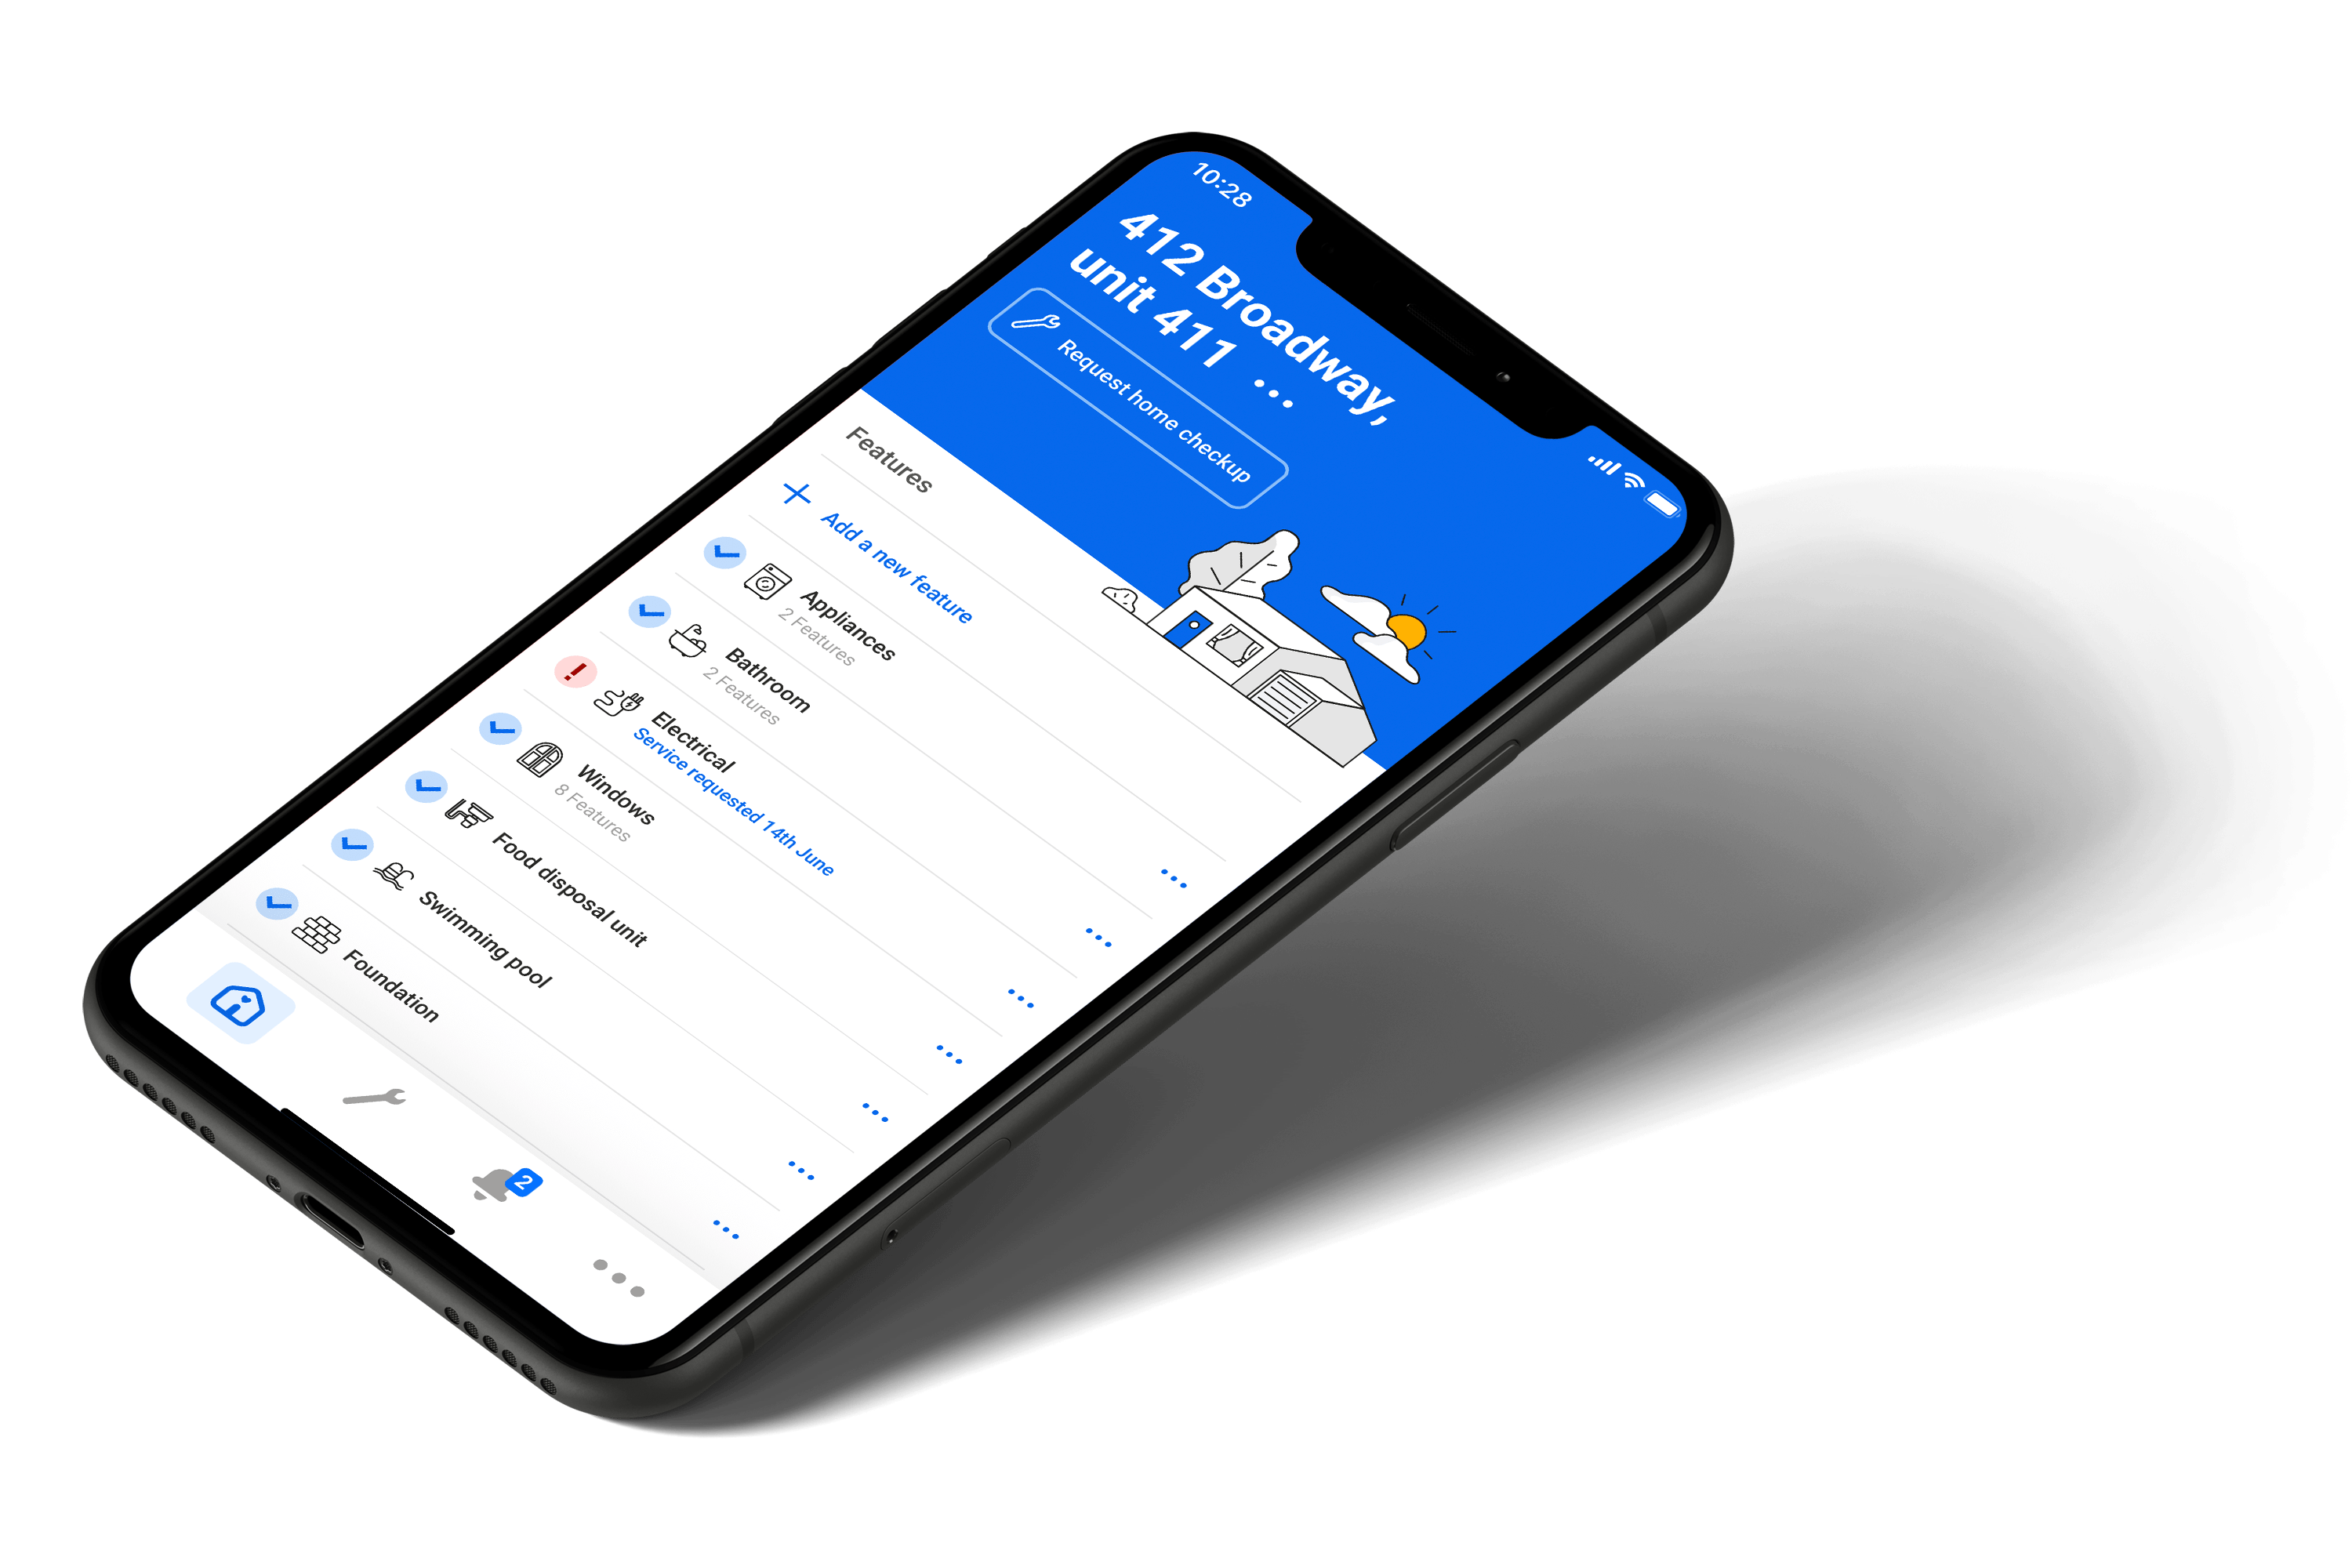 10:28
412 Broadway,
unit 411 ...
Request home checkup
Features
Add a new feature
Appliances
2 Features
Bathroom
2 Features
!
Electrical
Service requested 14th June
Windows
8 Features
Food disposal unit
Swimming pool
Foundation
2